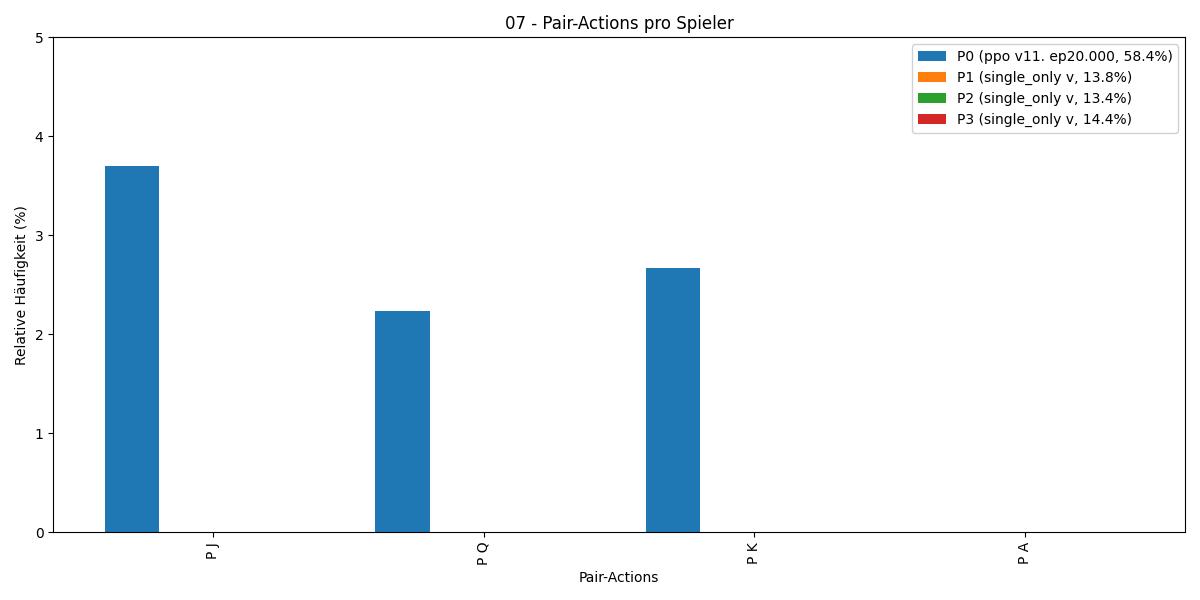 07 - Pair-Actions pro Spieler
P0 (ppo v11. ep20.000, 58.4%)
P1 (single_only v, 13.8%)
P2 (single_only v, 13.4%)
P3 (single_only v, 14.4%)
Relative Häufigkeit (%)
5
4
3
2
1
0
P J
P Q
P K
P A
Pair-Actions